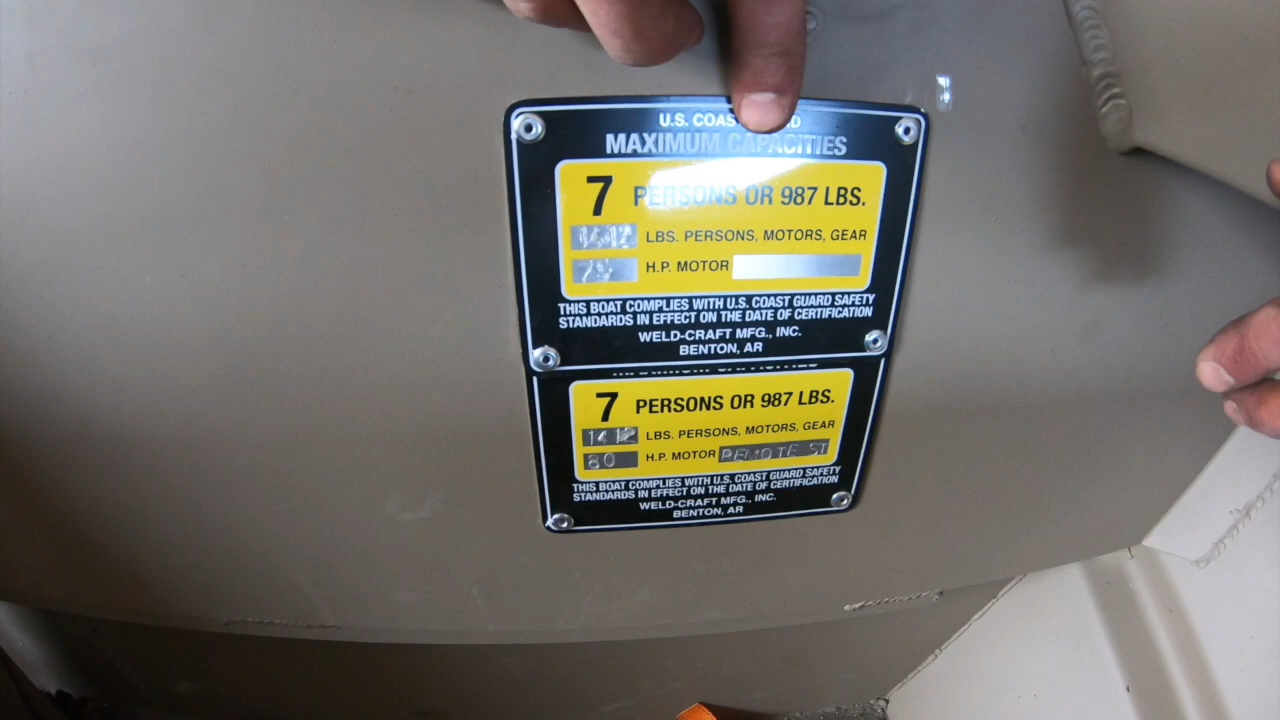 U.S. COAST GUARD
MAXIMUM CAPACITIES
7 PERSONS OR 987 LBS.
1412 LBS. PERSONS, MOTORS, GEAR
H.P. MOTOR
THIS BOAT COMPLIES WITH U.S. COAST GUARD SAFETY
STANDARDS IN EFFECT ON THE DATE OF CERTIFICATION
WELD-CRAFT MFG., INC.
BENTON, AR
MAXIMUM CAPACITIES
7 PERSONS OR 987 LBS.
1412 LBS. PERSONS, MOTORS, GEAR
80 H.P. MOTOR REMOTE ST
THIS BOAT COMPLIES WITH U.S. COAST GUARD SAFETY
STANDARDS IN EFFECT ON THE DATE OF CERTIFICATION
WELD-CRAFT MFG., INC.
BENTON, AR